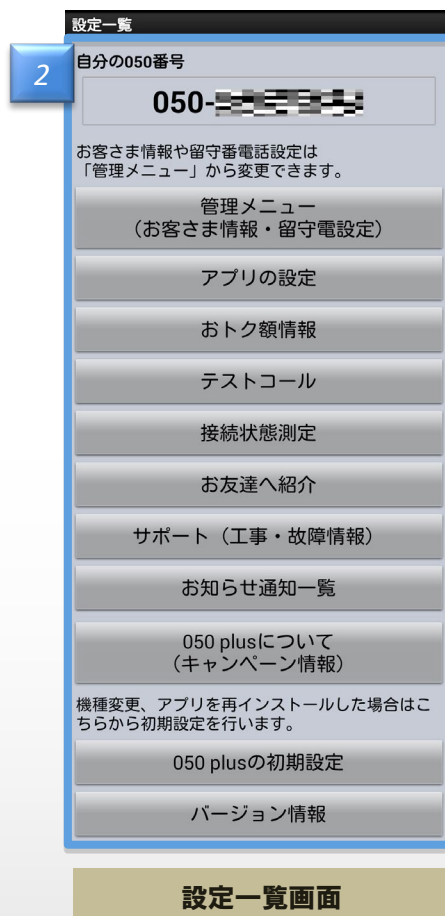 設定一覧
2
自分の050番号
050-
お客さま情報や留守番電話設定は
「管理メニュー」から変更できます。
管理メニュー
（お客さま情報・留守電設定）
アプリの設定
おトク額情報
テストコール
接続状態測定
お友達へ紹介
サポート（工事・故障情報）
お知らせ通知一覧
050 plusについて
（キャンペーン情報）
機種変更、アプリを再インストールした場合はこ
ちらから初期設定を行います。
050 plusの初期設定
バージョン情報
設定一覧画面